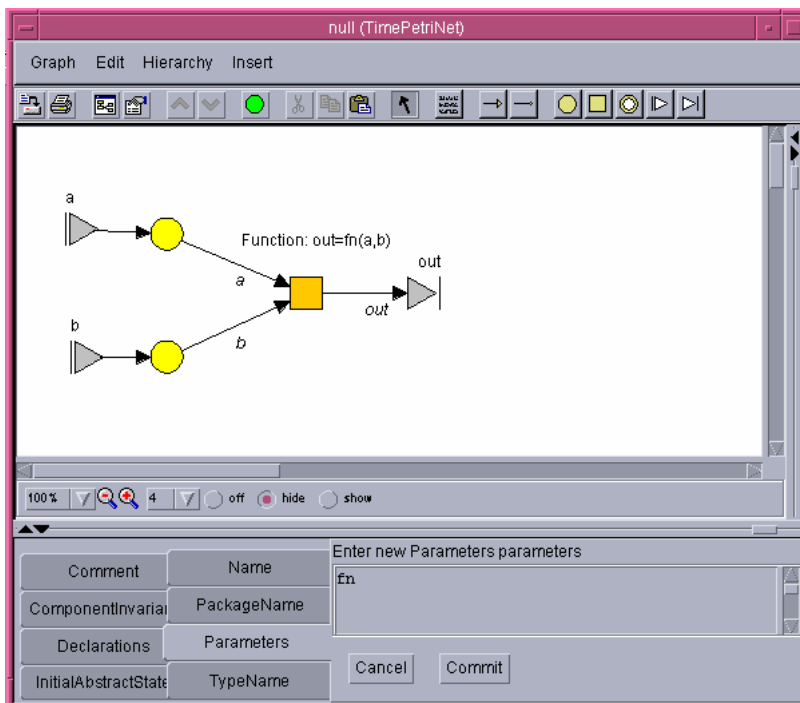 null (TimePetriNet)
Graph Edit Hierarchy Insert
a
Function: out=fn(a,b)
out
a
out
b
b
100% 4 off hide show
Enter new Parameters parameters
Comment Name
fn
ComponentInvaria PackageName
Declarations Parameters
Cancel Commit
InitialAbstractState TypeName